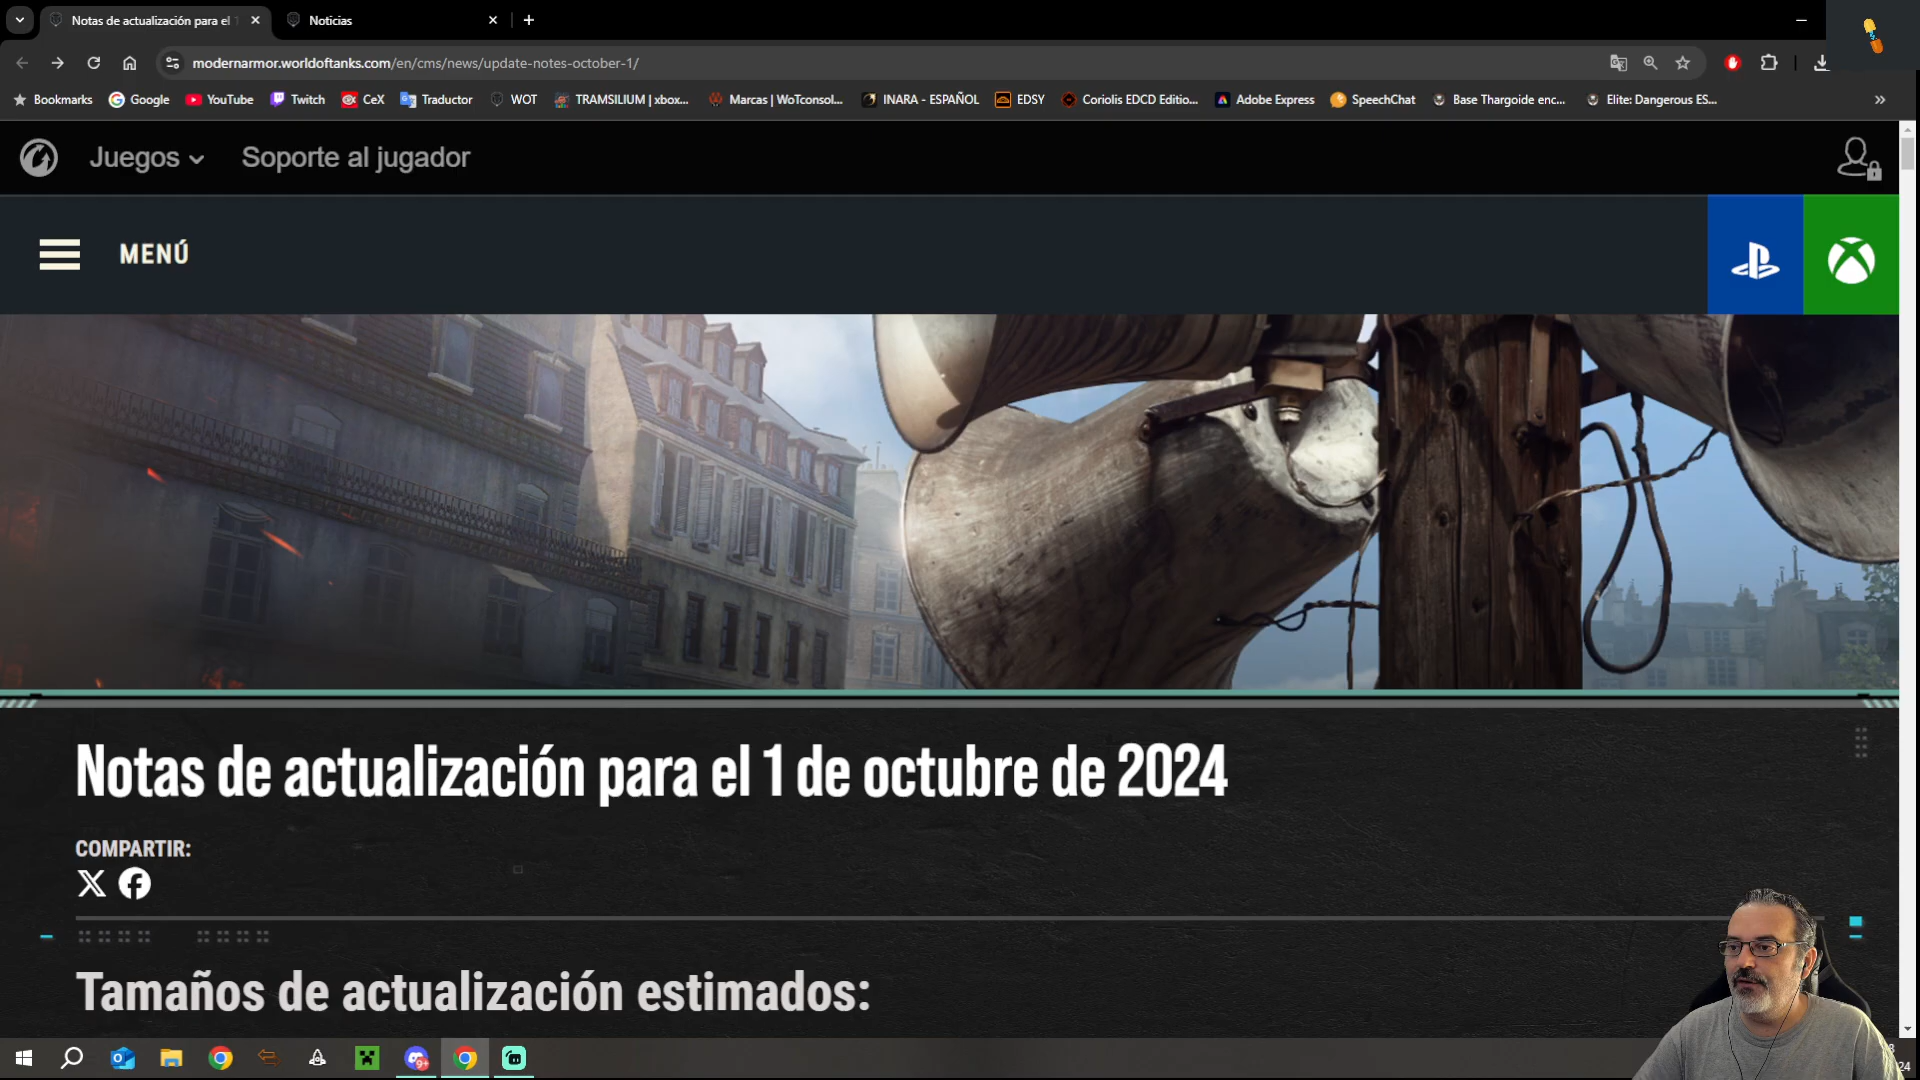 Notas de actualización para el 1
Noticias
modernarmor.worldoftanks.com/en/cms/news/update-notes-october-1/
Bookmarks Google YouTube Twitch CeX Traductor WOT TRAMSILIUM | xbox... Marcas | WoTconsol... INARA - ESPAÑOL EDSY Coriolis EDCD Editio... Adobe Express SpeechChat Base Thargoide enc... Elite: Dangerous ES...
Juegos Soporte al jugador
MENÚ
Notas de actualización para el 1 de octubre de 2024
COMPARTIR:
Tamaños de actualización estimados:
9+
24